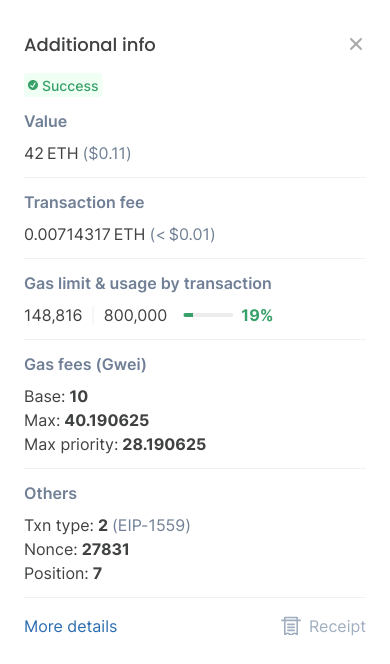 Additional info
Success
Value
42 ETH ($0.11)
Transaction fee
0.00714317 ETH (< $0.01)
Gas limit & usage by transaction
148,816 800,000 19%
Gas fees (Gwei)
Base: 10
Max: 40.190625
Max priority: 28.190625
Others
Txn type: 2 (EIP-1559)
Nonce: 27831
Position: 7
More details Receipt